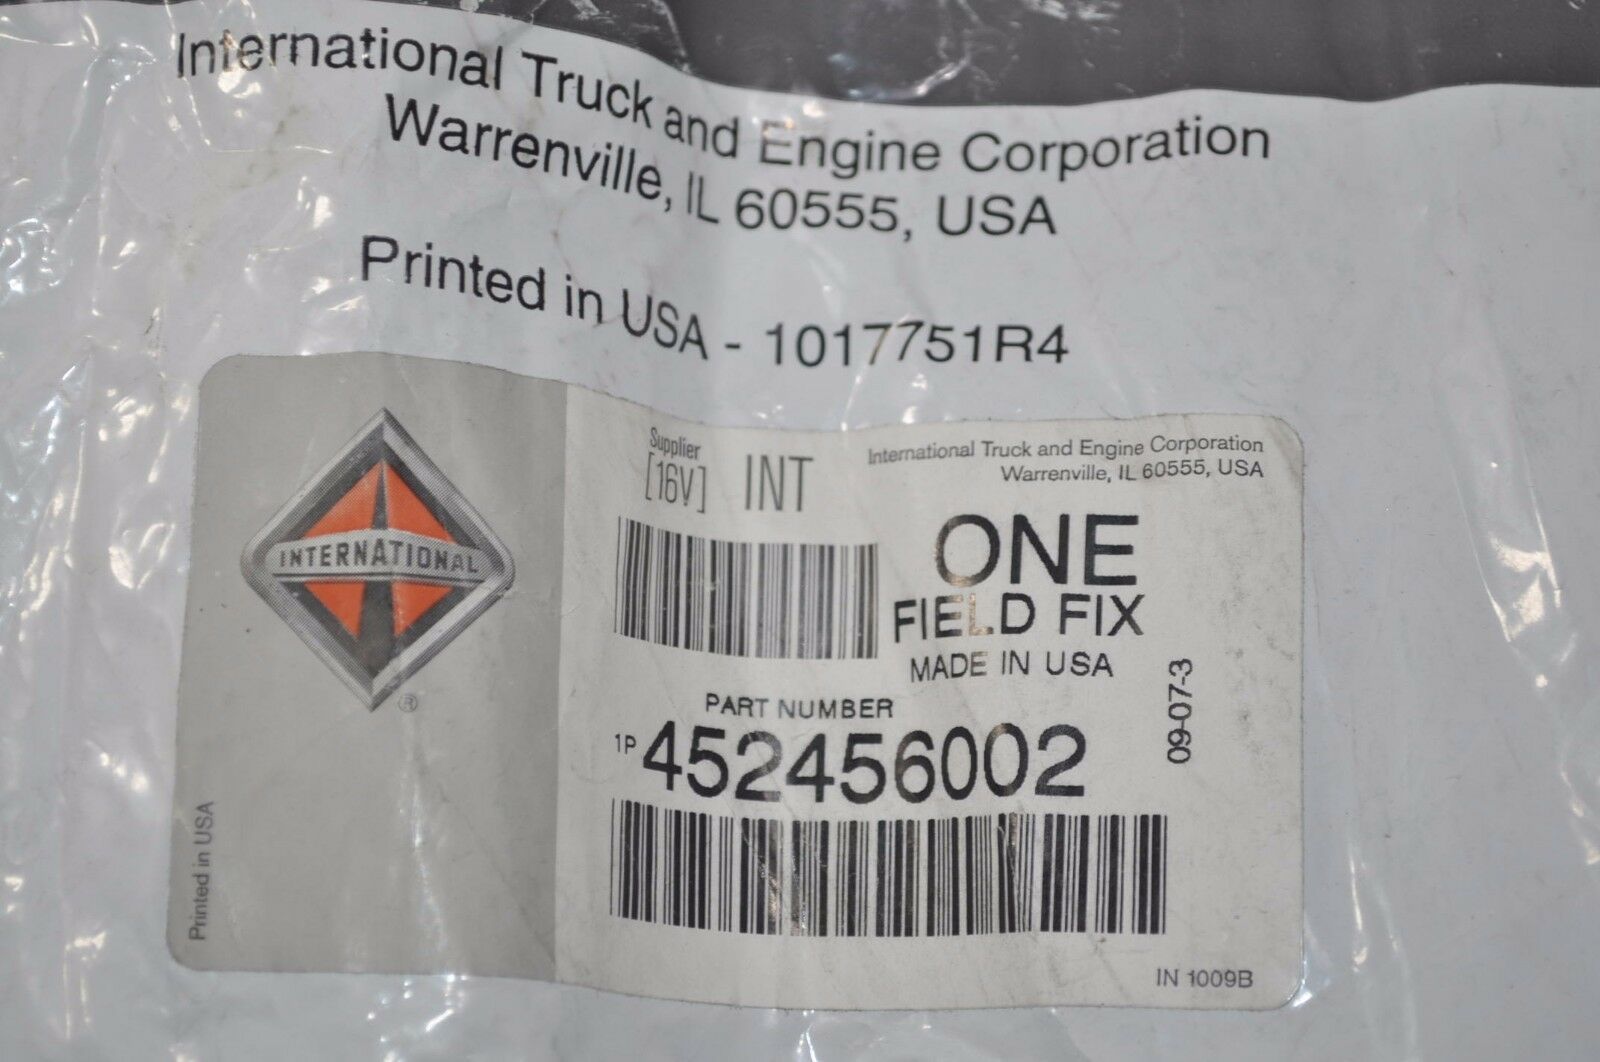 International Truck and Engine Corporation
Warrenville, IL 60555, USA
Printed in USA - 1017751R4
Supplier
[16V] INT
International Truck and Engine Corporation
Warrenville, IL 60555, USA
INTERNATIONAL
®
ONE
FIELD FIX
MADE IN USA
09-07-3
PART NUMBER
1P 452456002
Printed in USA
IN 1009B